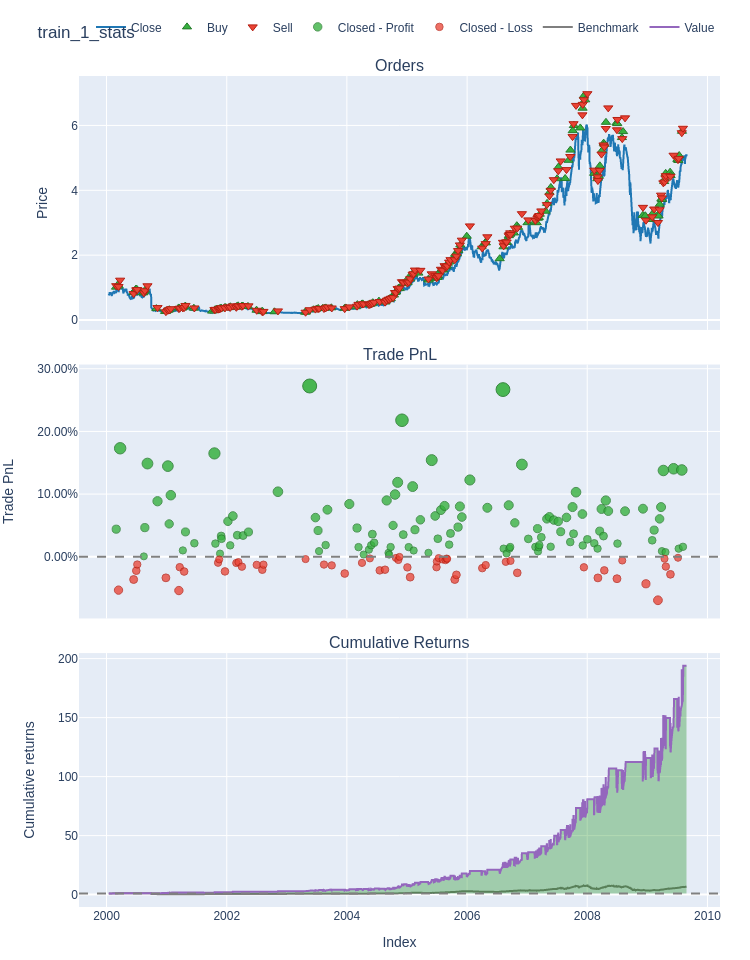 train_1_stats
Close Buy Sell Closed - Profit Closed - Loss Benchmark Value
Orders
Price
6
4
2
0
Trade PnL
Trade PnL
30.00%
20.00%
10.00%
0.00%
Cumulative Returns
Cumulative returns
200
150
100
50
0
2000 2002 2004 2006 2008 2010
Index